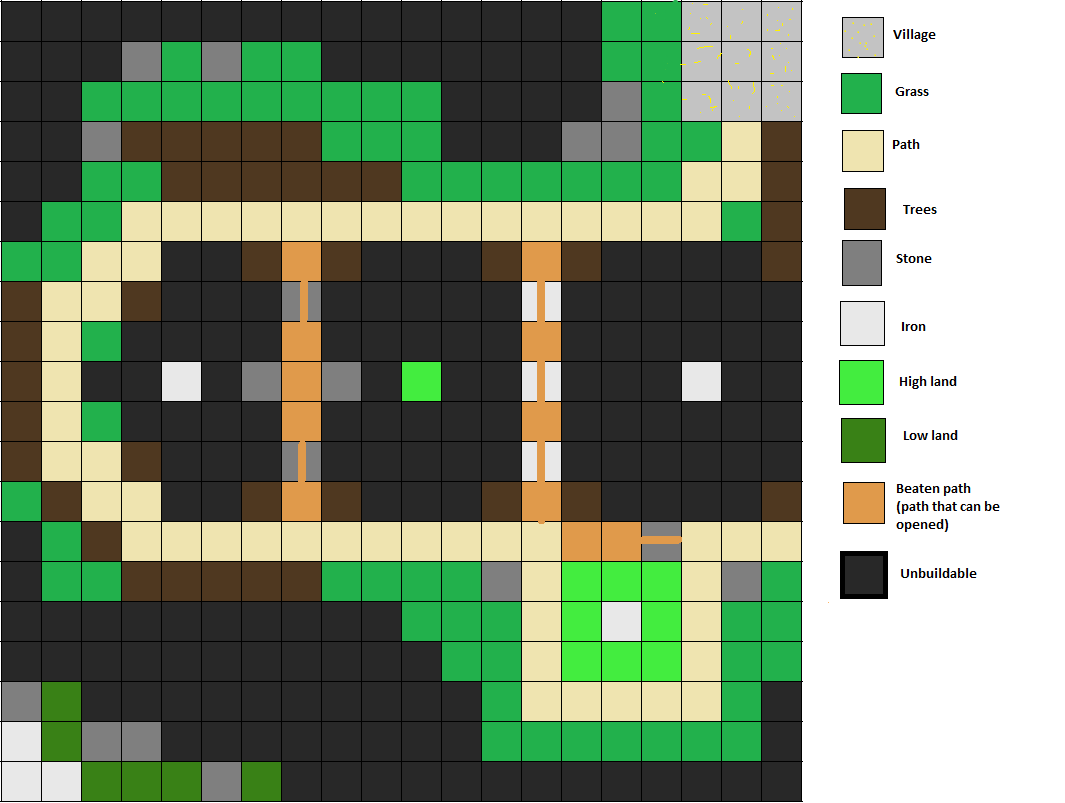 Village
Grass
Path
Trees
Stone
Iron
High land
Low land
Beaten path
(path that can be
opened)
Unbuildable